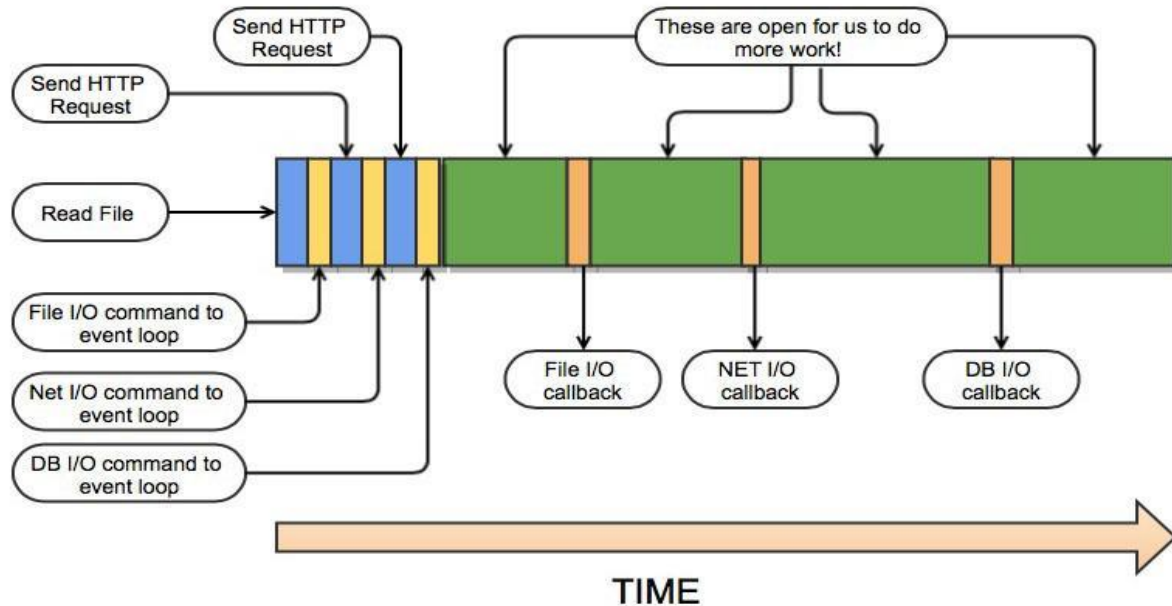 Send HTTP
Request
These are open for us to do
more work!
Send HTTP
Request
Read File
File I/O command to
event loop
Net I/O command to
event loop
DB I/O command to
event loop
File I/O
callback
NET I/O
callback
DB I/O
callback
TIME